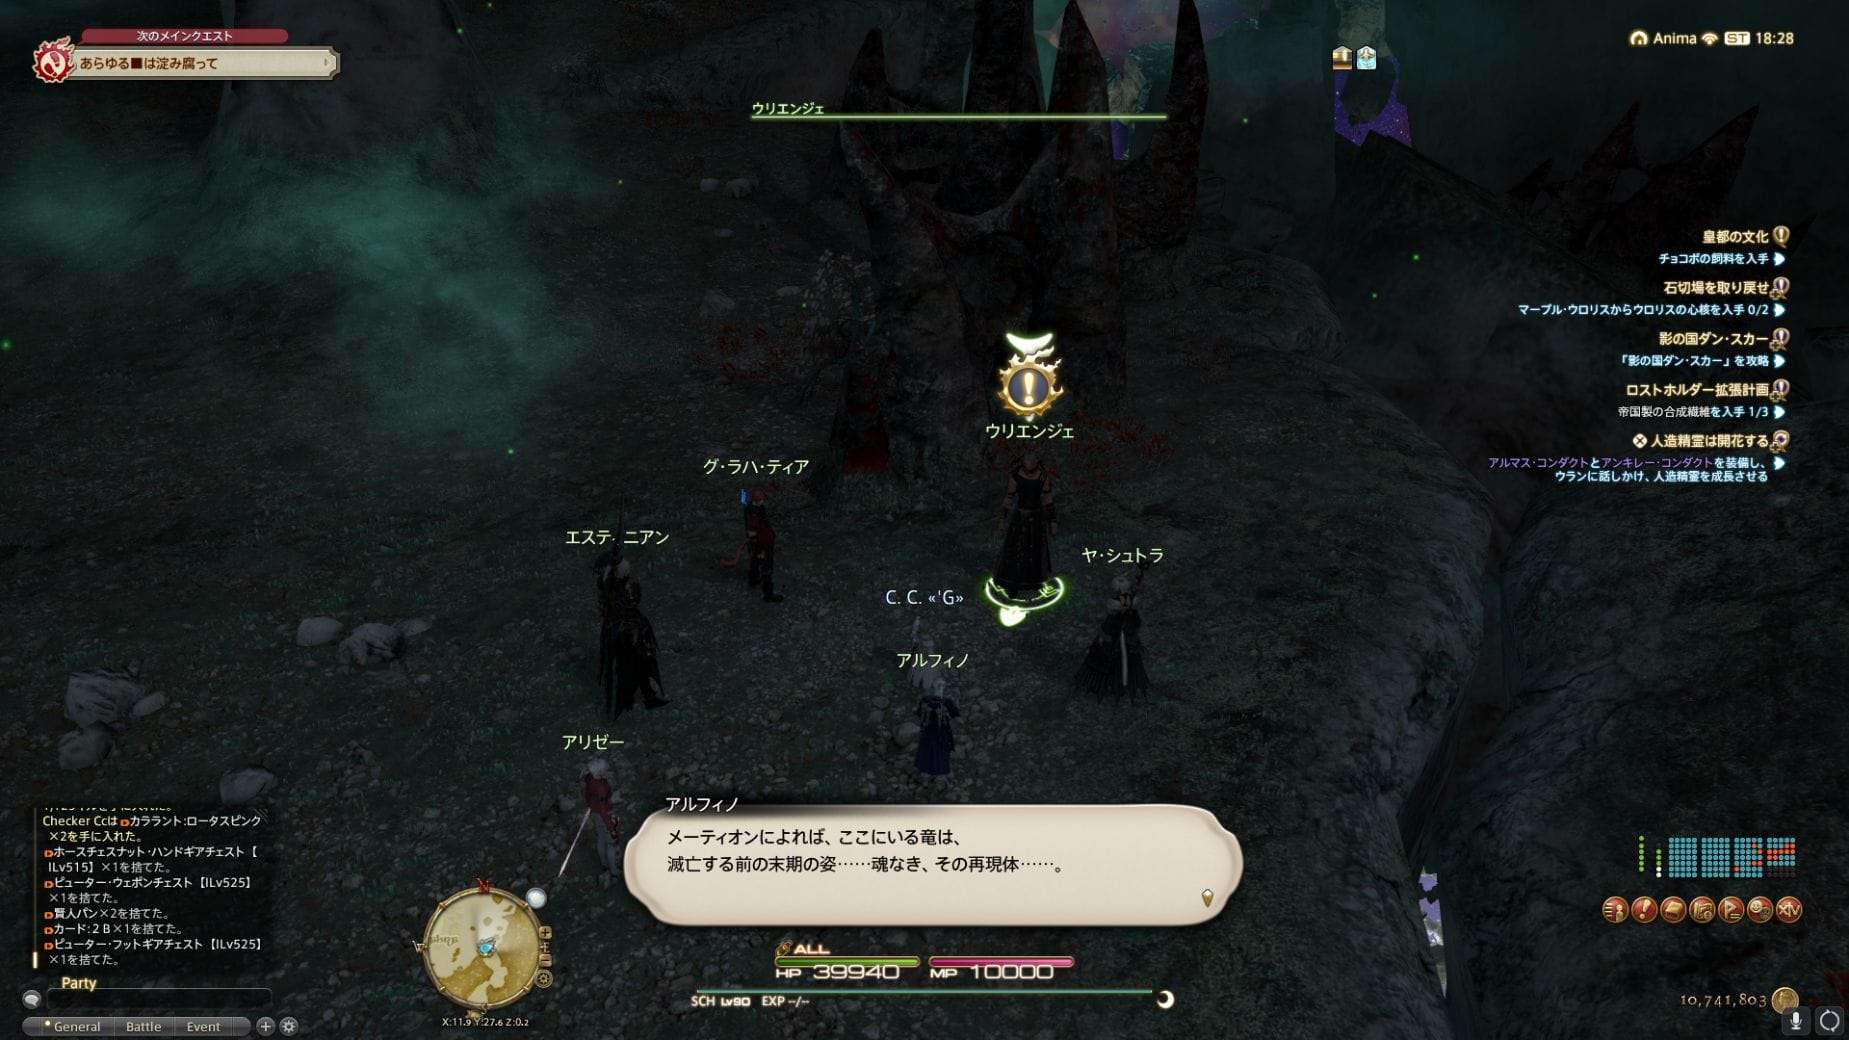 次のメインクエスト
あらゆる■は淀み腐って
Anima ST 18:28
ウリエンジェ
皇都の文化
チョコボの飼料を入手
石切場を取り戻せ
マーブル・ウロリスからウロリスの心核を入手 0/2
影の国ダン・スカー
「影の国ダン・スカー」を攻略
ロストホルダー拡張計画
帝国製の合成繊維を入手 1/3
人造精霊は開花する
アルマス・コンダクトとアンキレー・コンダクトを装備し、
ウランに話しかけ、人造精霊を成長させる
ウリエンジェ
グ・ラハ・ティア
エスティニアン
ヤ・シュトラ
C. C. «'G»
アルフィノ
アリゼー
アルフィノ
メーティオンによれば、ここにいる竜は、
滅亡する前の末期の姿……魂なき、その再現体……。
Checker Ccは カララント:ロータスピンク
×2を手に入れた。
ホースチェスナット・ハンドギアチェスト【
ILv515】×1を捨てた。
ピューター・ウェポンチェスト【ILv525】
×1を捨てた。
賢人パン×2を捨てた。
カード:2B×1を捨てた。
ピューター・フットギアチェスト【ILv525】
×1を捨てた。
Party
General Battle Event
N
X:11.9 Y:27.6 Z:0.2
ALL
HP 39940 MP 10000
SCH Lv90 EXP --/--
XIV
10,741,803